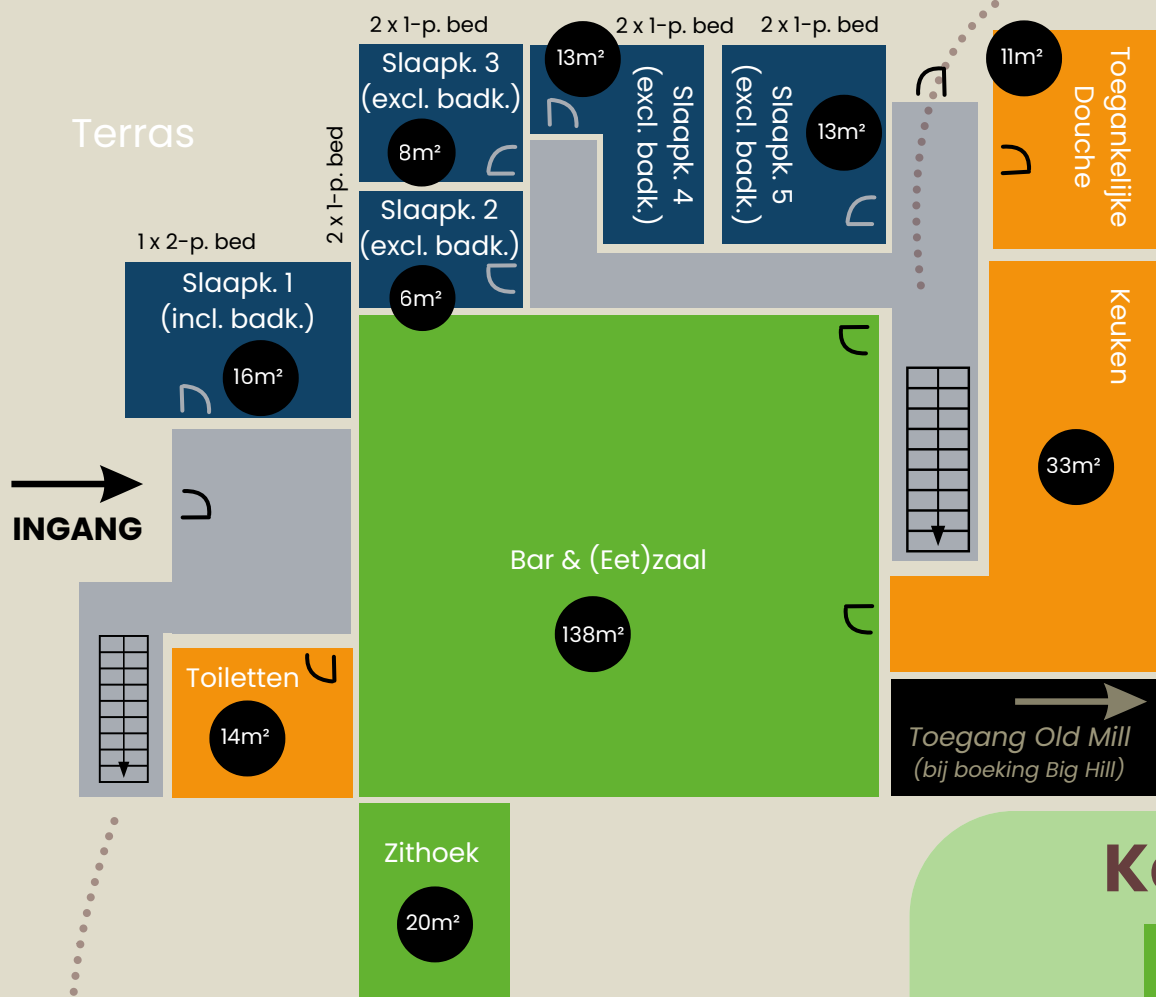 2 x 1-p. bed
2 x 1-p. bed
2 x 1-p. bed
Slaapk. 3
(excl. badk.)
8m²
13m²
Slaapk. 4
(excl. badk.)
Slaapk. 5
(excl. badk.)
13m²
11m²
Toegankelijke
Douche
Terras
2 x 1-p. bed
Slaapk. 2
(excl. badk.)
6m²
1 x 2-p. bed
Slaapk. 1
(incl. badk.)
16m²
Keuken
33m²
INGANG
Bar & (Eet)zaal
138m²
Toiletten
14m²
Toegang Old Mill
(bij boeking Big Hill)
Zithoek
20m²